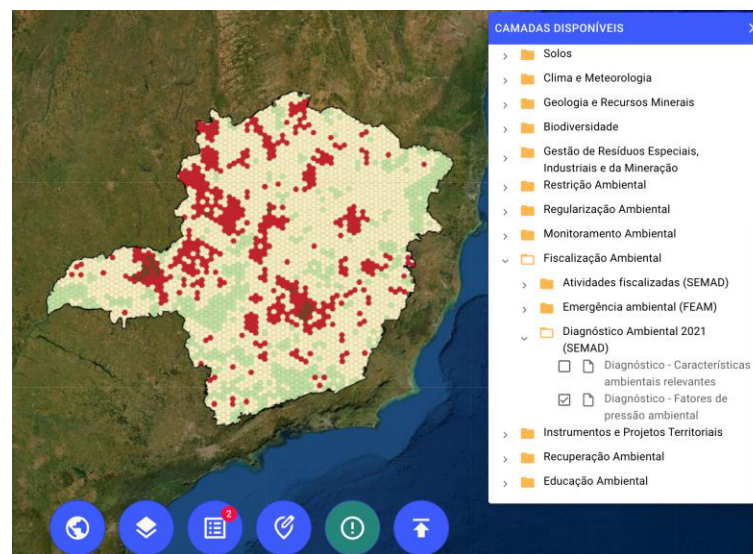 CAMADAS DISPONÍVEIS
Solos
Clima e Meteorologia
Geologia e Recursos Minerais
Biodiversidade
Gestão de Resíduos Especiais,
Industriais e da Mineração
Restrição Ambiental
Regularização Ambiental
Monitoramento Ambiental
Fiscalização Ambiental
Atividades fiscalizadas (SEMAD)
Emergência ambiental (FEAM)
Diagnóstico Ambiental 2021
(SEMAD)
Diagnóstico - Características
ambientais relevantes
Diagnóstico - Fatores de
pressão ambiental
Instrumentos e Projetos Territoriais
Recuperação Ambiental
Educação Ambiental
2